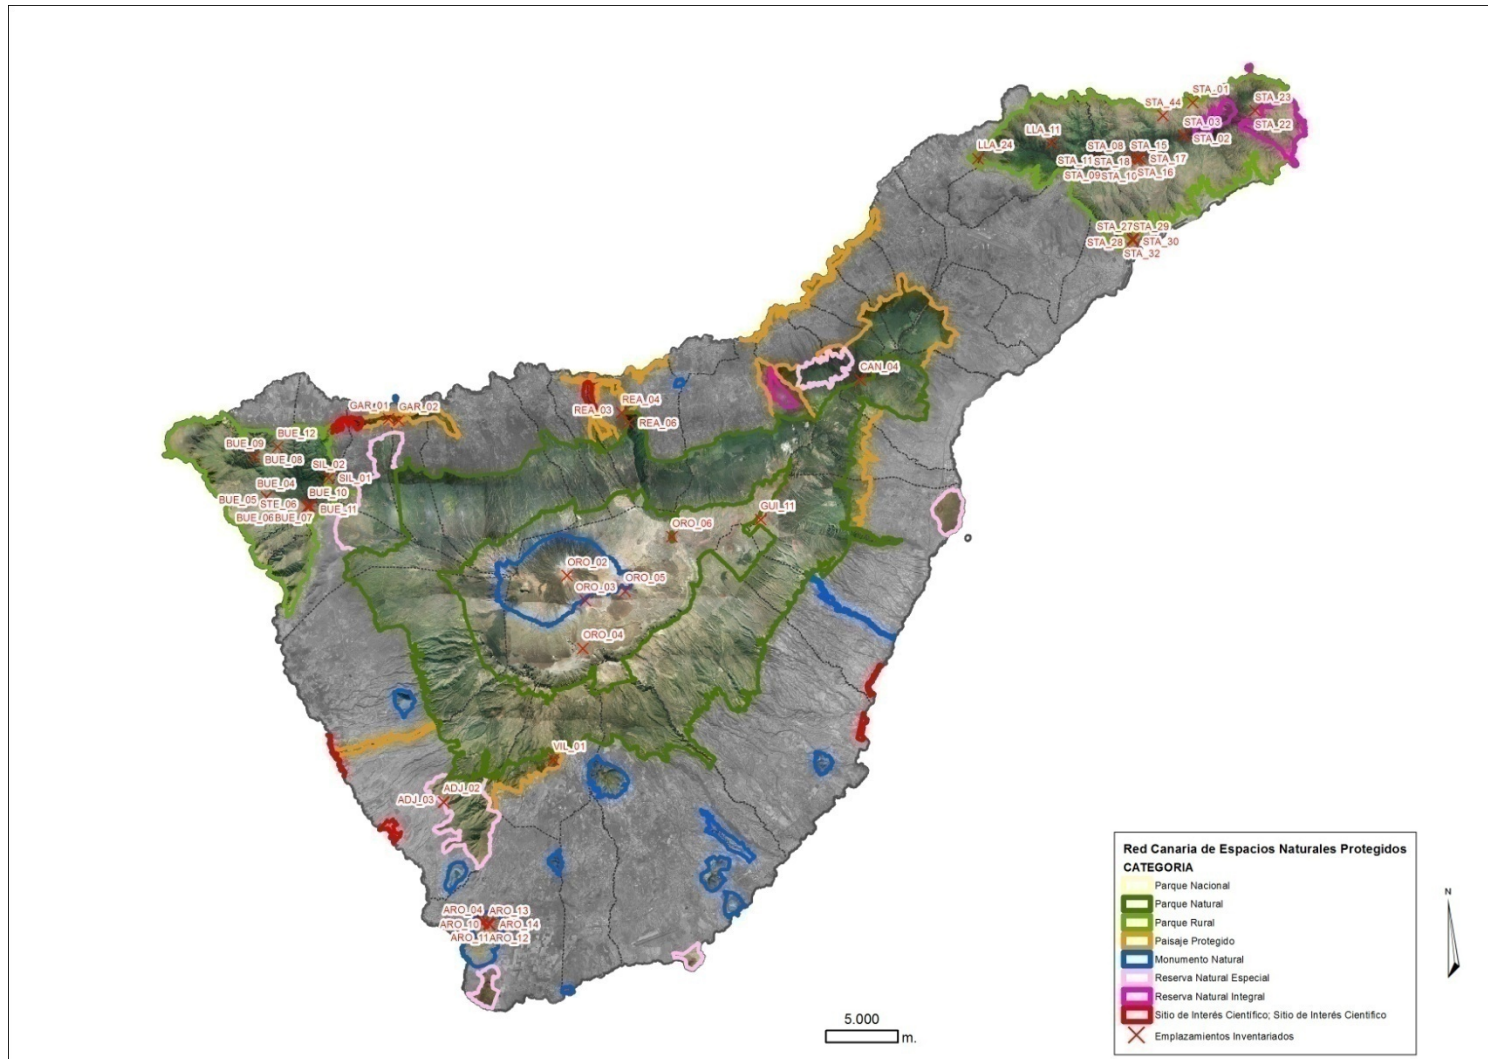 STA_01
STA_44
STA_23
STA_22
STA_03
STA_02
LLA_11
LLA_24
STA_08
STA_15
STA_11
STA_18
STA_17
STA_09
STA_10
STA_16
STA_27
STA_29
STA_28
STA_30
STA_32
CAN_04
GAR_01
GAR_02
REA_03
REA_04
REA_06
BUE_12
BUE_09
BUE_08
SIL_02
SIL_01
BUE_04
BUE_10
BUE_05
STE_06
BUE_11
BUE_06
BUE_07
GUI_11
ORO_06
ORO_02
ORO_03
ORO_05
ORO_04
VIL_01
ADJ_02
ADJ_03
ARO_04
ARO_13
ARO_10
ARO_14
ARO_11
ARO_12
Red Canaria de Espacios Naturales Protegidos
CATEGORIA
Parque Nacional
Parque Natural
Parque Rural
Paisaje Protegido
Monumento Natural
Reserva Natural Especial
Reserva Natural Integral
Sitio de Interés Científico; Sitio de Interés Cientifico
Emplazamientos Inventariados
N
5.000
m.